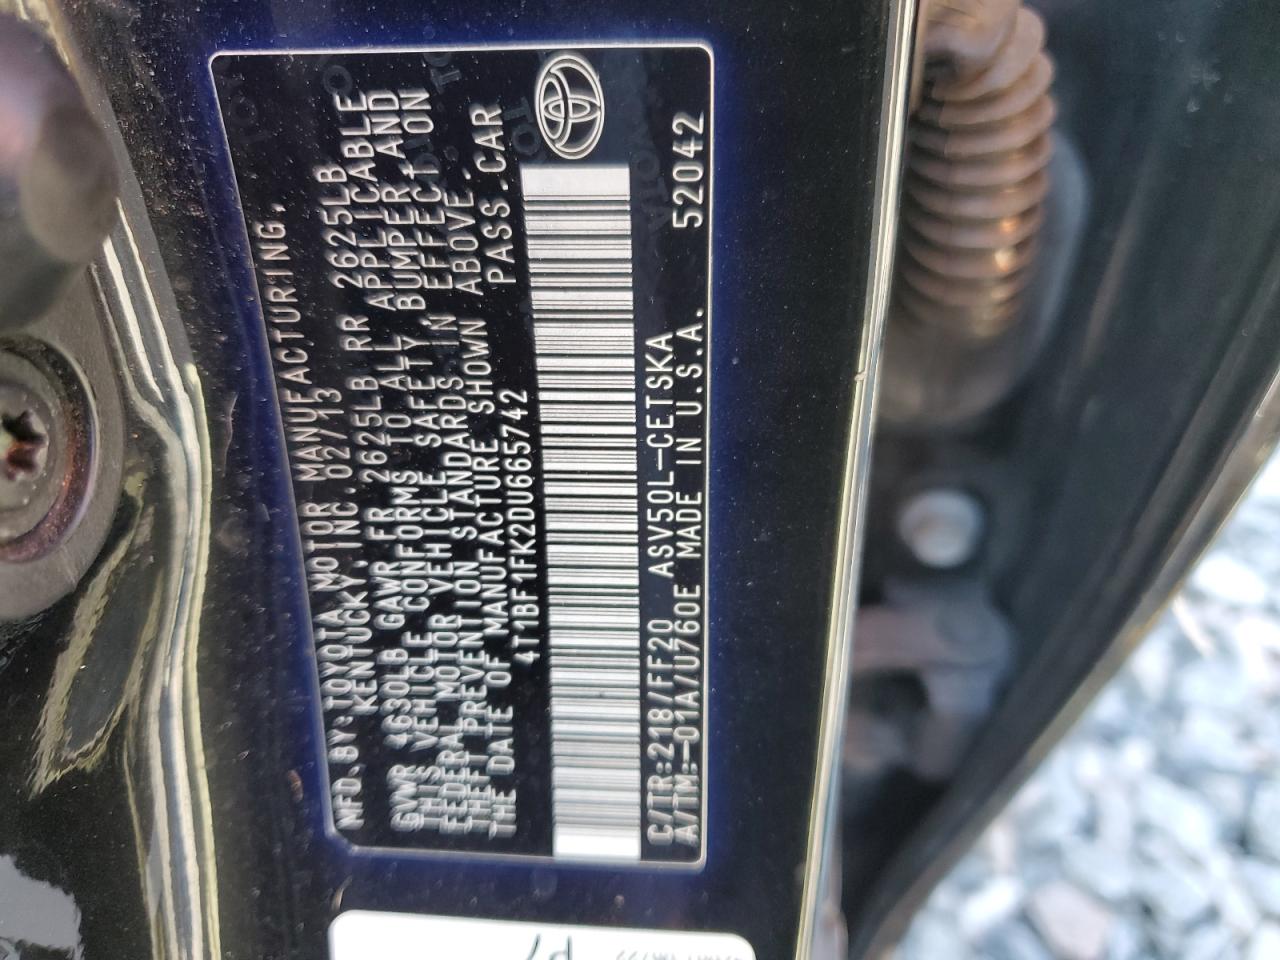 MFD. BY: TOYOTA MOTOR MANUFACTURING,
KENTUCKY, INC. 02/13
GVWR 4630LB GAWR FR 2625LB RR 2625LB
THIS VEHICLE CONFORMS TO ALL APPLICABLE
FEDERAL MOTOR VEHICLE SAFETY, BUMPER, AND
THEFT PREVENTION STANDARDS IN EFFECT ON
THE DATE OF MANUFACTURE SHOWN ABOVE.
4T1BF1FK2DU665742 PASS. CAR
C/TR: 218/FF20 ASV50L-CETSKA
A/TM: -01A/U760E MADE IN U.S.A. 52042
P7